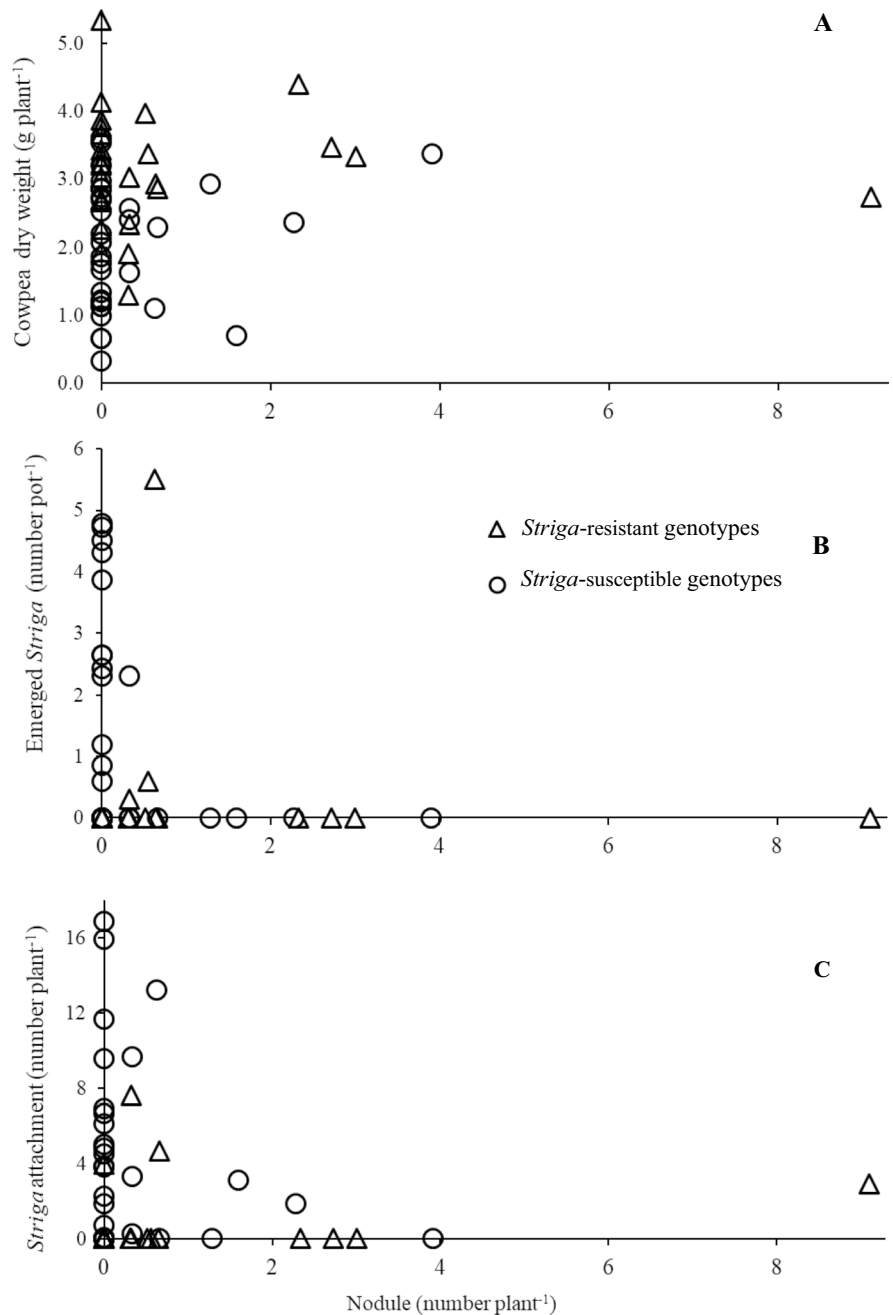 A
Cowpea dry weight (g plant⁻¹)
5.0
4.0
3.0
2.0
1.0
0.0
0 2 4 6 8
B
Emerged Striga (number pot⁻¹)
6
5
4
3
2
1
0
Striga-resistant genotypes
Striga-susceptible genotypes
0 2 4 6 8
C
Striga attachment (number plant⁻¹)
16
12
8
4
0
0 2 4 6 8
Nodule (number plant⁻¹)